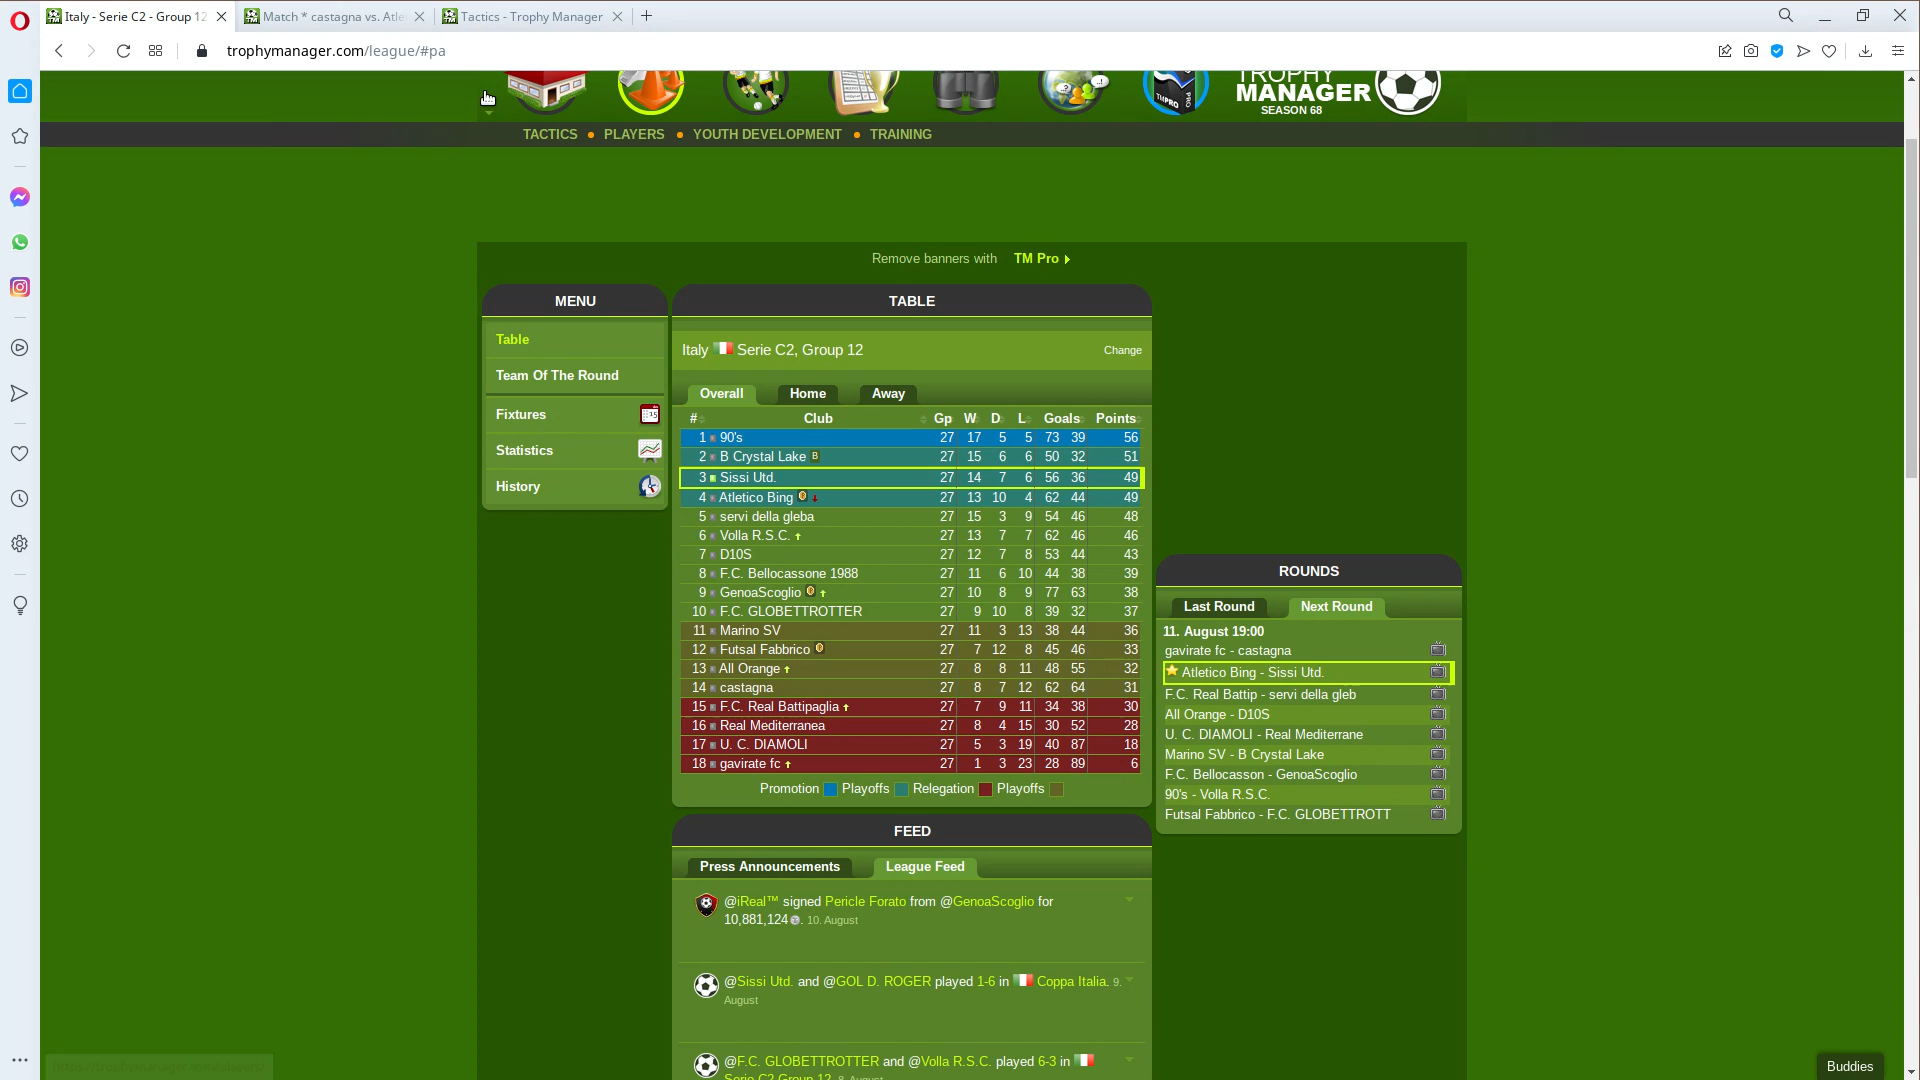 Italy - Serie C2 - Group 12
Match * castagna vs. Atle
Tactics - Trophy Manager
trophymanager.com/league/#pa
TROPHY
MANAGER
SEASON 68
TACTICS • PLAYERS • YOUTH DEVELOPMENT • TRAINING
Remove banners with TM Pro
MENU
Table
Team Of The Round
Fixtures
Statistics
History
TABLE
Italy Serie C2, Group 12 Change
Overall Home Away
# Club Gp W D L Goals Points
1 90's 27 17 5 5 73 39 56
2 B Crystal Lake B 27 15 6 6 50 32 51
3 Sissi Utd. 27 14 7 6 56 36 49
4 Atletico Bing 27 13 10 4 62 44 49
5 servi della gleba 27 15 3 9 54 46 48
6 Volla R.S.C. 27 13 7 7 62 46 46
7 D10S 27 12 7 8 53 44 43
8 F.C. Bellocassone 1988 27 11 6 10 44 38 39
9 GenoaScoglio 27 10 8 9 77 63 38
10 F.C. GLOBETTROTTER 27 9 10 8 39 32 37
11 Marino SV 27 11 3 13 38 44 36
12 Futsal Fabbrico 27 7 12 8 45 46 33
13 All Orange 27 8 8 11 48 55 32
14 castagna 27 8 7 12 62 64 31
15 F.C. Real Battipaglia 27 7 9 11 34 38 30
16 Real Mediterranea 27 8 4 15 30 52 28
17 U. C. DIAMOLI 27 5 3 19 40 87 18
18 gavirate fc 27 1 3 23 28 89 6
Promotion Playoffs Relegation Playoffs
ROUNDS
Last Round Next Round
11. August 19:00
gavirate fc - castagna
Atletico Bing - Sissi Utd.
F.C. Real Battip - servi della gleb
All Orange - D10S
U. C. DIAMOLI - Real Mediterrane
Marino SV - B Crystal Lake
F.C. Bellocasson - GenoaScoglio
90's - Volla R.S.C.
Futsal Fabbrico - F.C. GLOBETTROTT
FEED
Press Announcements League Feed
@iReal™ signed Pericle Forato from @GenoaScoglio for
10,881,124. 10. August
@Sissi Utd. and @GOL D. ROGER played 1-6 in Coppa Italia. 9.
August
@F.C. GLOBETTROTTER and @Volla R.S.C. played 6-3 in
Serie C2 Group 12. 8. August
Buddies